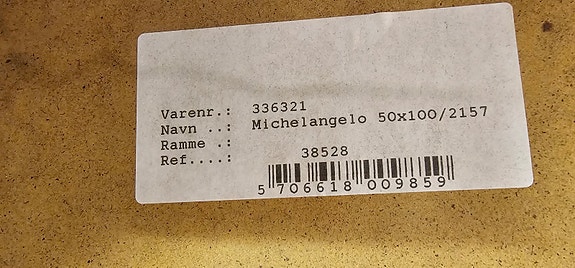 Varenr.: 336321
Navn ..: Michelangelo 50x100/2157
Ramme .:
Ref....: 38528
5 706618 009859